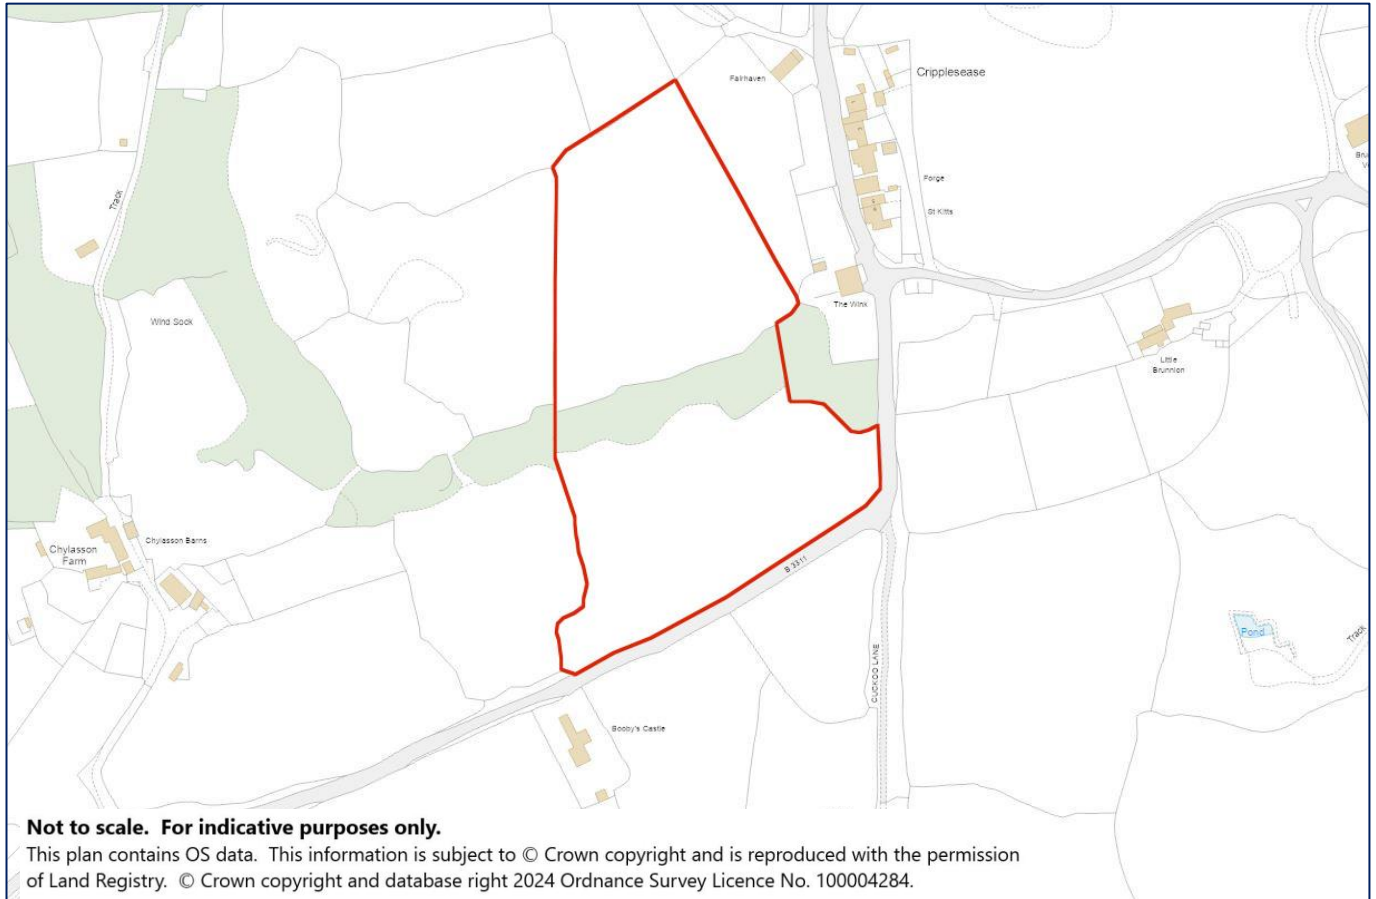 Fairhaven
Cripplesease
Forge
St Kitts
Track
Wind Sock
The Wink
Little
Brunnion
Chylasson Barns
Chylasson
Farm
B 3311
CUCKOO LANE
Pond
Track
Booby's Castle
Not to scale. For indicative purposes only.
This plan contains OS data. This information is subject to © Crown copyright and is reproduced with the permission
of Land Registry. © Crown copyright and database right 2024 Ordnance Survey Licence No. 100004284.